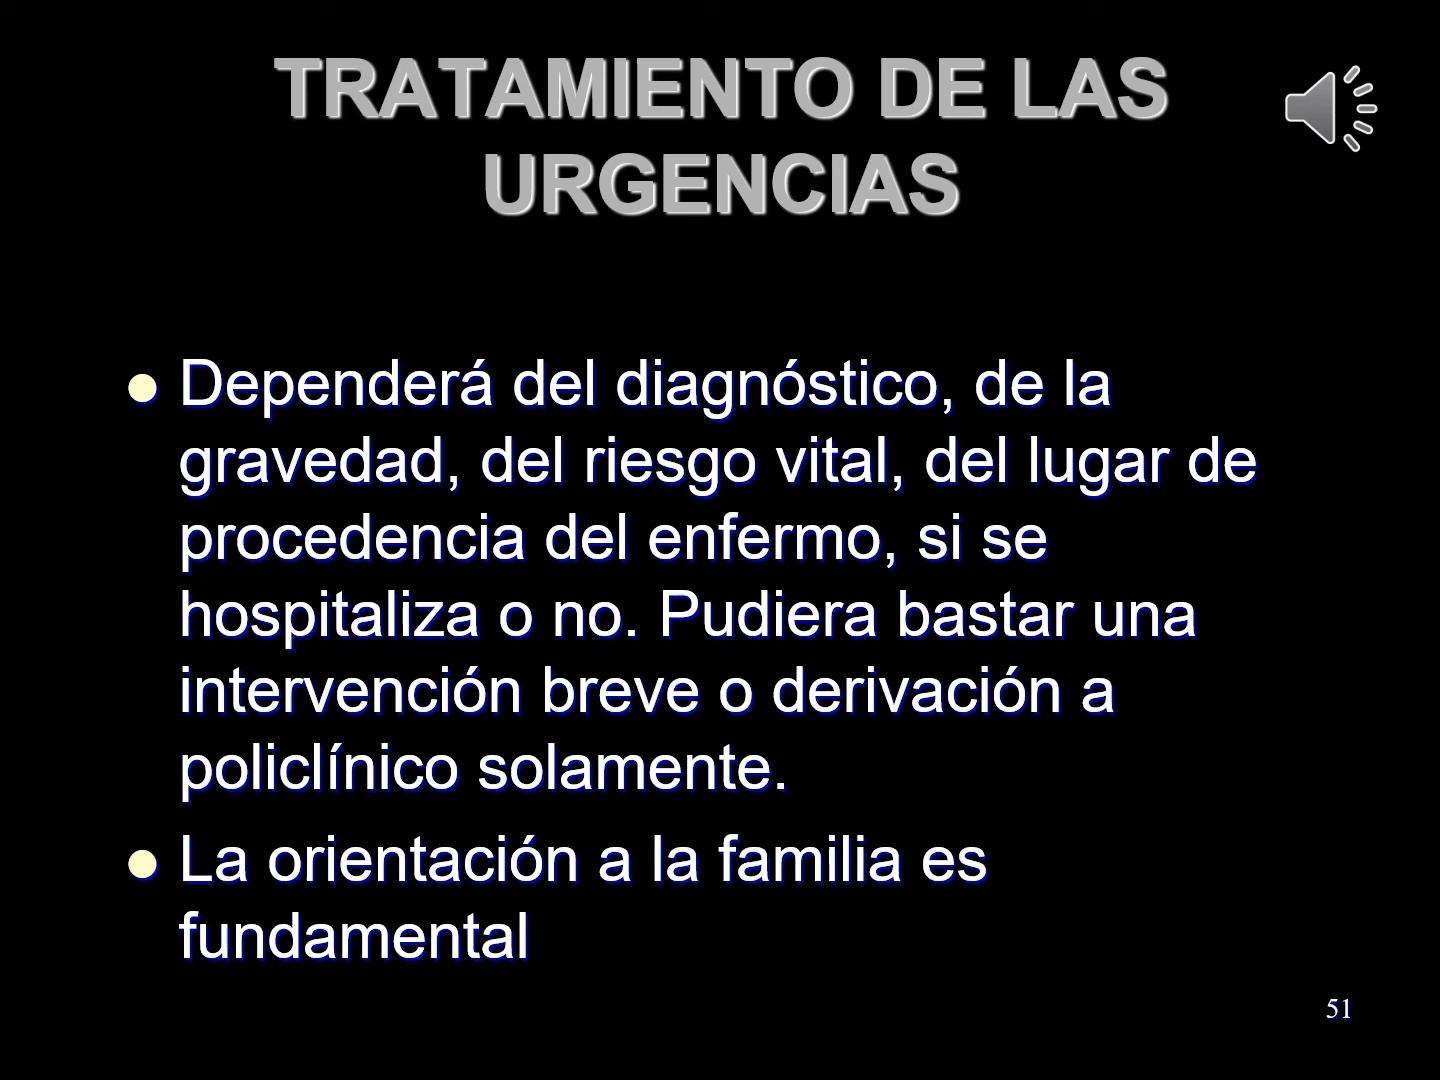 TRATAMIENTO DE LAS
URGENCIAS
Dependerá del diagnóstico, de la
gravedad, del riesgo vital, del lugar de
procedencia del enfermo, si se
hospitaliza o no. Pudiera bastar una
intervención breve o derivación a
policlínico solamente.
La orientación a la familia es
fundamental
51